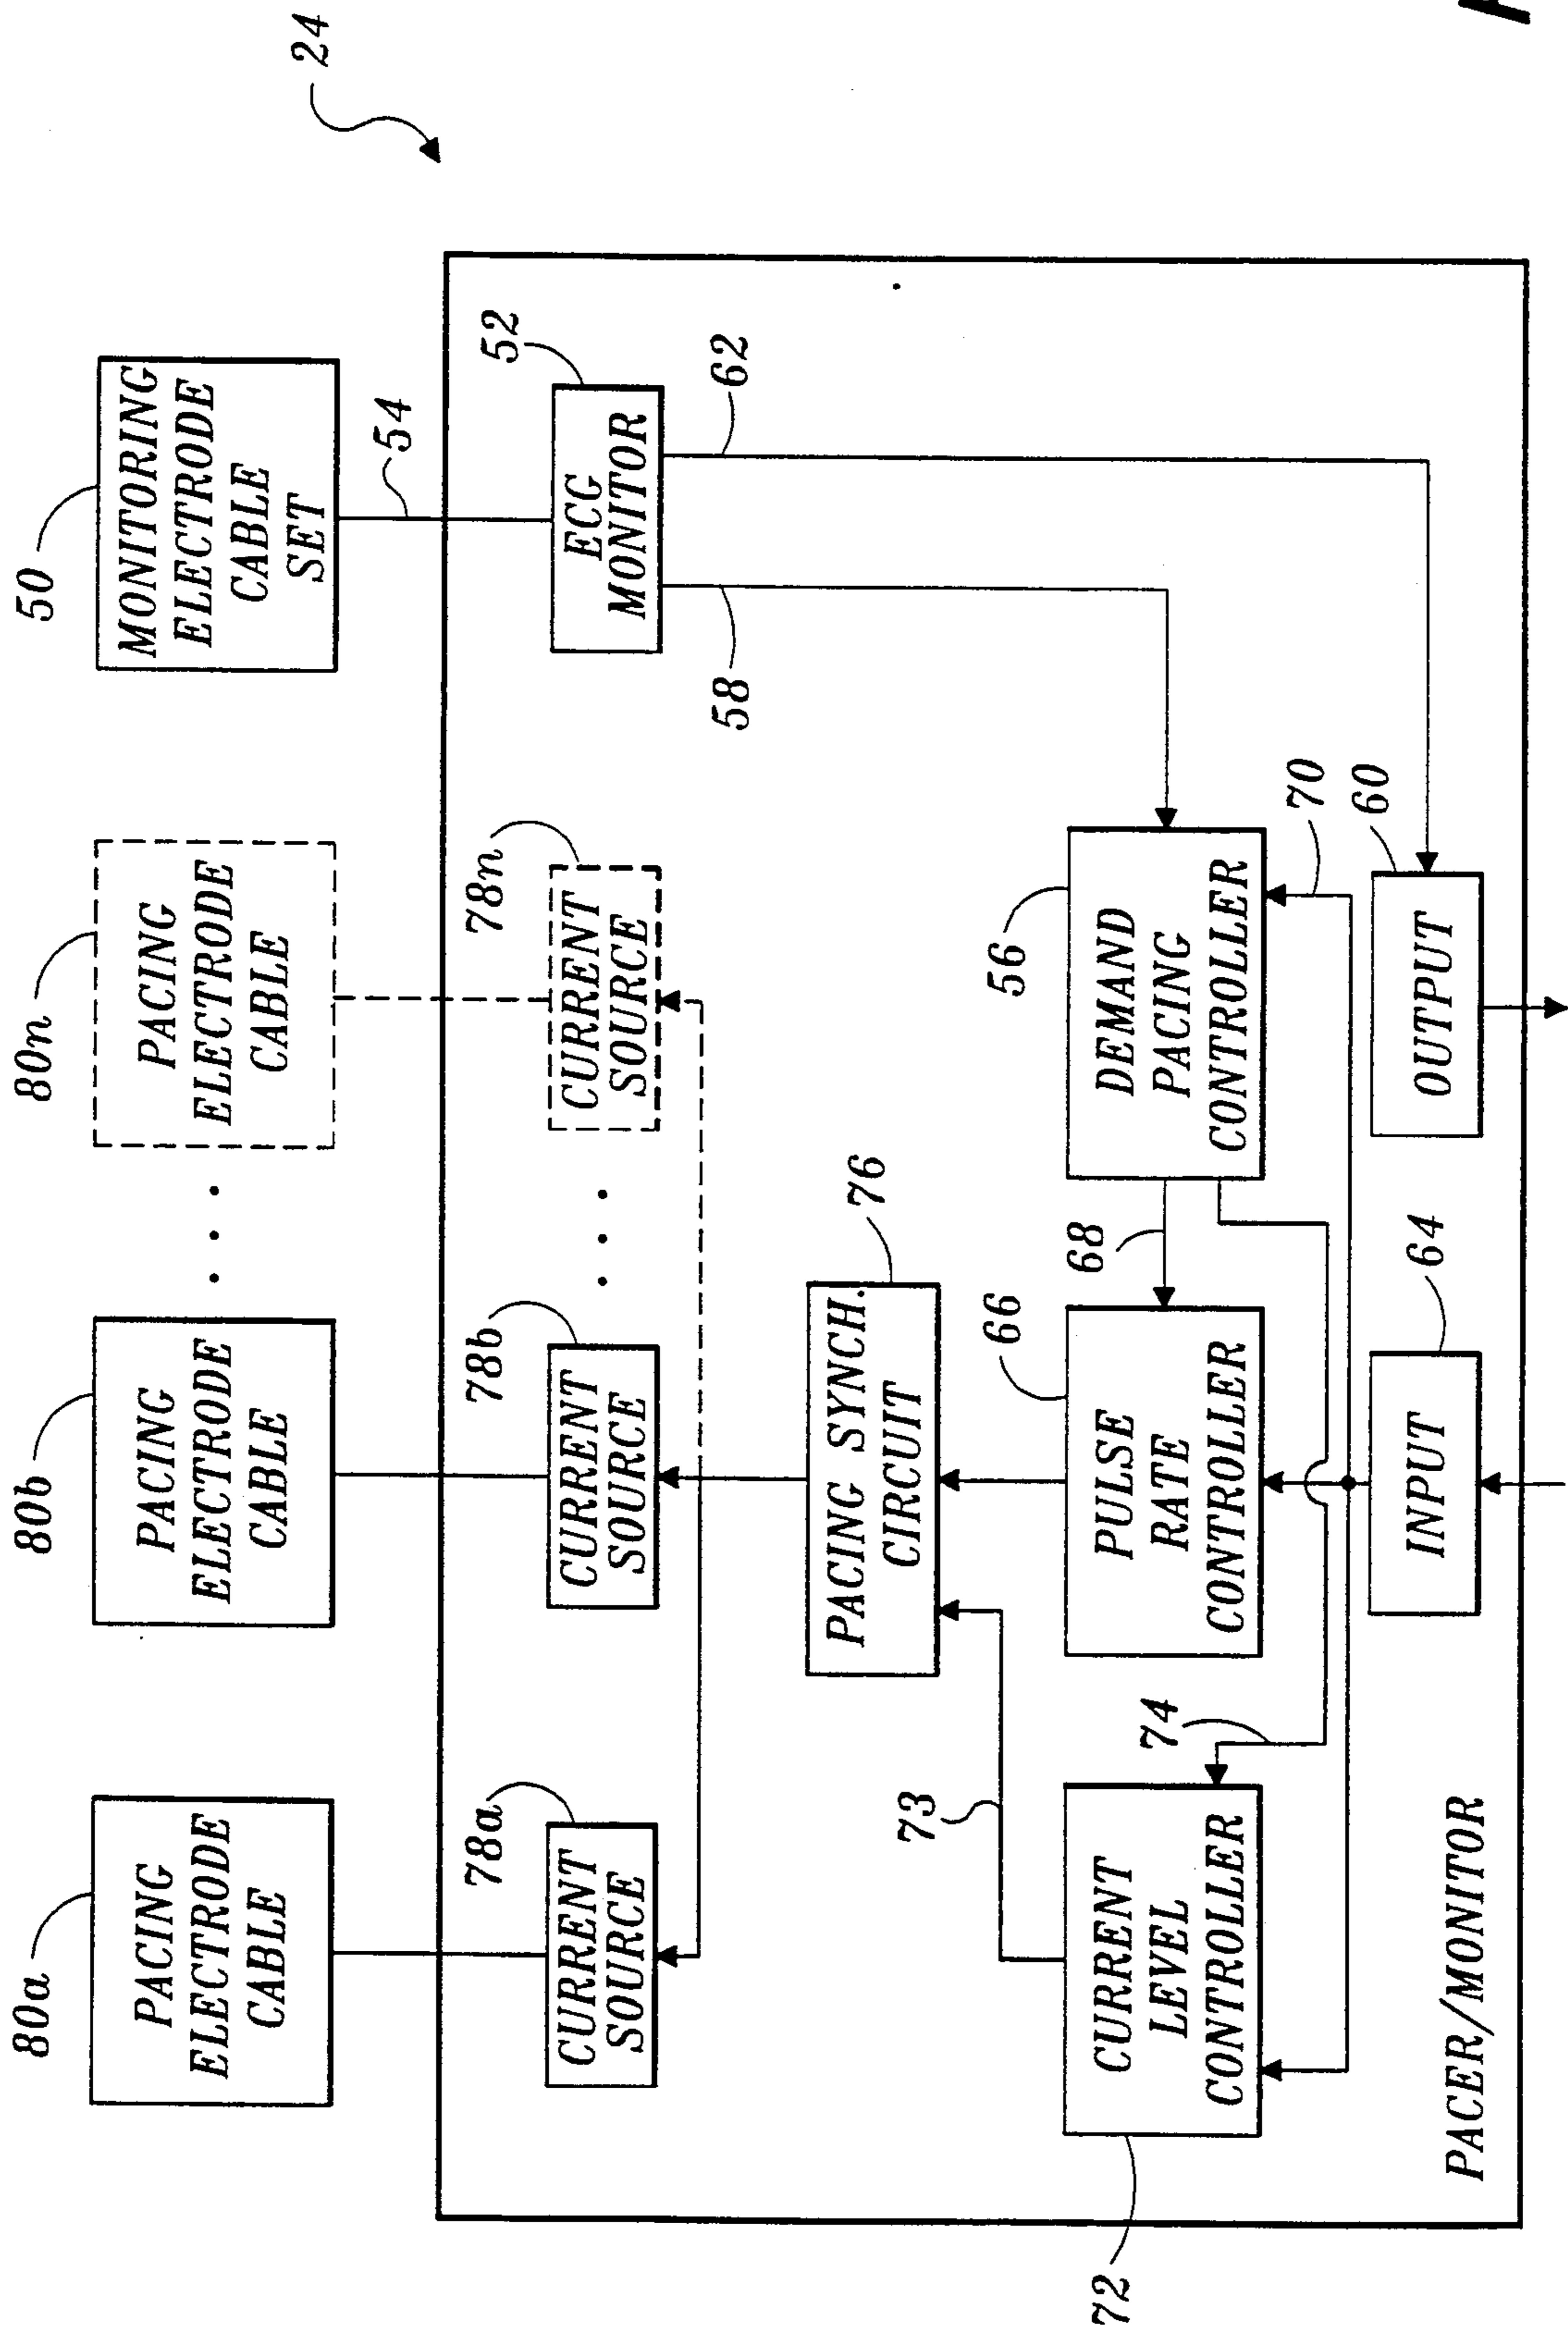 24
80a
80b
80n
50
PACING
ELECTRODE
CABLE
PACING
ELECTRODE
CABLE
. . .
PACING
ELECTRODE
CABLE
MONITORING
ELECTRODE
CABLE
SET
54
78a
78b
78n
52
CURRENT
SOURCE
CURRENT
SOURCE
. . .
CURRENT
SOURCE
ECG
MONITOR
58
62
76
PACING SYNCH.
CIRCUIT
73
66
68
56
72
CURRENT
LEVEL
CONTROLLER
74
PULSE
RATE
CONTROLLER
DEMAND
PACING
CONTROLLER
70
64
60
INPUT
OUTPUT
PACER/MONITOR